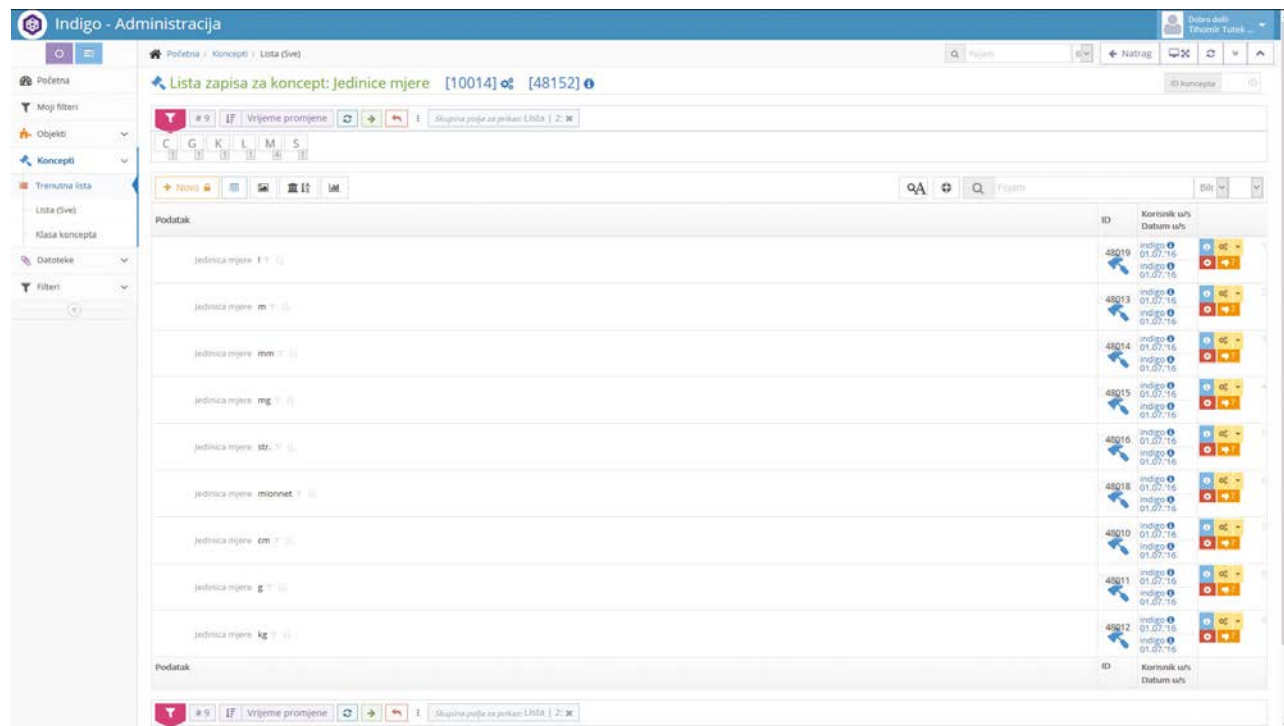 Indigo - Administracija
Dobro došli
Tihomir Tutek ...
Početna › Koncepti › Lista (Sve)
Pojam
Natrag
Početna
Moji filteri
Objekti
Koncepti
Trenutna lista
Lista (Sve)
Klasa koncepta
Datoteke
Filteri
Lista zapisa za koncept: Jedinice mjere [10014] [48152]
ID koncepta
ID
# 9 Vrijeme promjene Skupina polja za prikaz: Lista | 2:
C G K L M S
1 1 1 1 4 1
+ Novo
Pojam
Podatak ID Korisnik u/s
Datum u/s
Jedinica mjere l 48019 indigo 01.07.'16 indigo 01.07.'16
Jedinica mjere m 48013 indigo 01.07.'16 indigo 01.07.'16
Jedinica mjere mm 48014 indigo 01.07.'16 indigo 01.07.'16
Jedinica mjere mg 48015 indigo 01.07.'16 indigo 01.07.'16
Jedinica mjere str. 48016 indigo 01.07.'16 indigo 01.07.'16
Jedinica mjere mionnet 48018 indigo 01.07.'16 indigo 01.07.'16
Jedinica mjere cm 48010 indigo 01.07.'16 indigo 01.07.'16
Jedinica mjere g 48011 indigo 01.07.'16 indigo 01.07.'16
Jedinica mjere kg 48012 indigo 01.07.'16 indigo 01.07.'16
Podatak ID Korisnik u/s
Datum u/s
# 9 Vrijeme promjene Skupina polja za prikaz: Lista | 2: